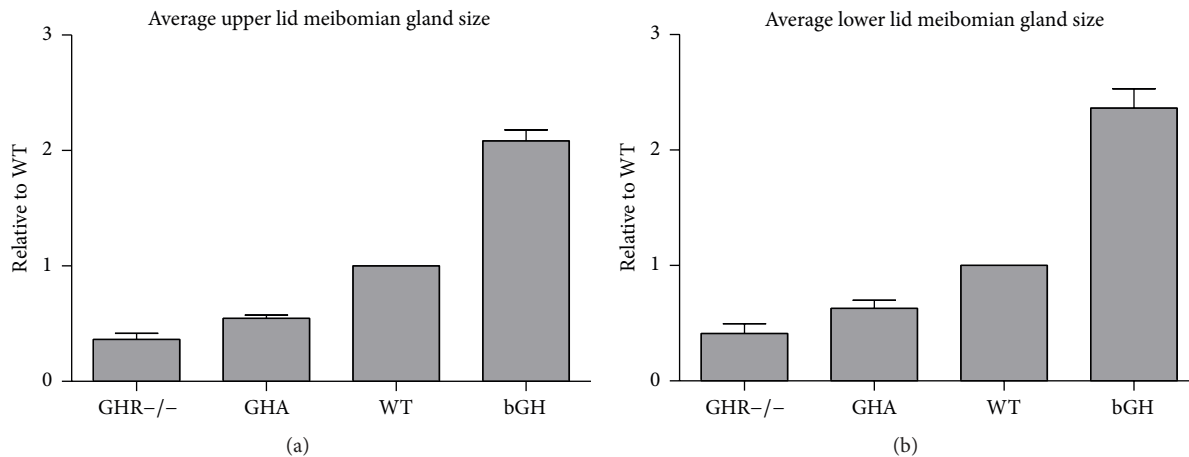 Average upper lid meibomian gland size
3
2
1
0
Relative to WT
GHR−/−
GHA
WT
bGH
(a)
Average lower lid meibomian gland size
3
2
1
0
Relative to WT
GHR−/−
GHA
WT
bGH
(b)